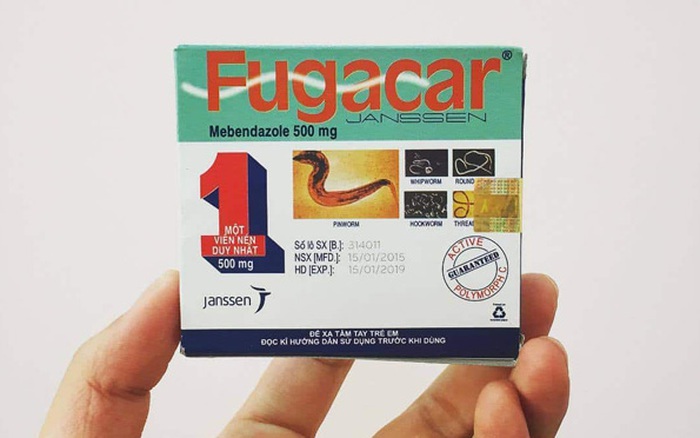 Fugacar®
JANSSEN
Mebendazole 500 mg
1
MỘT
VIÊN NÉN
DUY NHẤT
500 mg
PINWORM
WHIPWORM
ROUND
HOOKWORM
THREA
Số lô SX [B.]: 314011
NSX [MFD.]: 15/01/2015
HD [EXP.]: 15/01/2019
janssen
ACTIVE
GUARANTEED
POLYMORPH C
ĐỂ XA TẦM TAY TRẺ EM
ĐỌC KĨ HƯỚNG DẪN SỬ DỤNG TRƯỚC KHI DÙNG